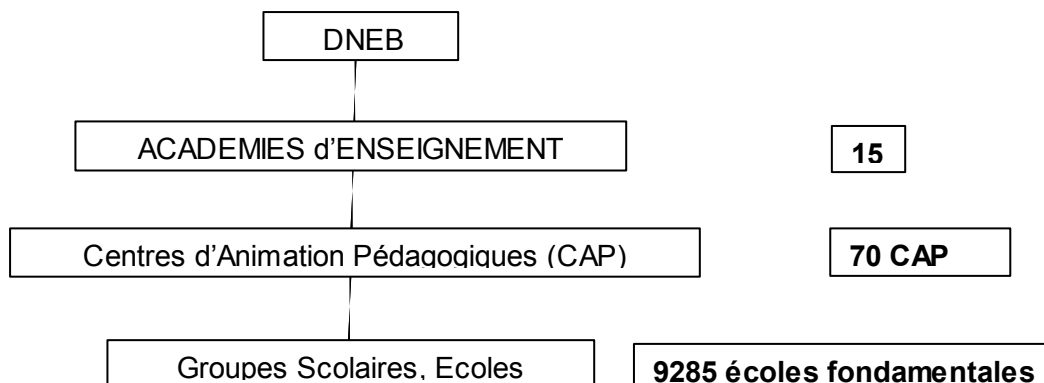 DNEB
ACADEMIES d'ENSEIGNEMENT
15
Centres d'Animation Pédagogiques (CAP)
70 CAP
Groupes Scolaires, Ecoles
9285 écoles fondamentales